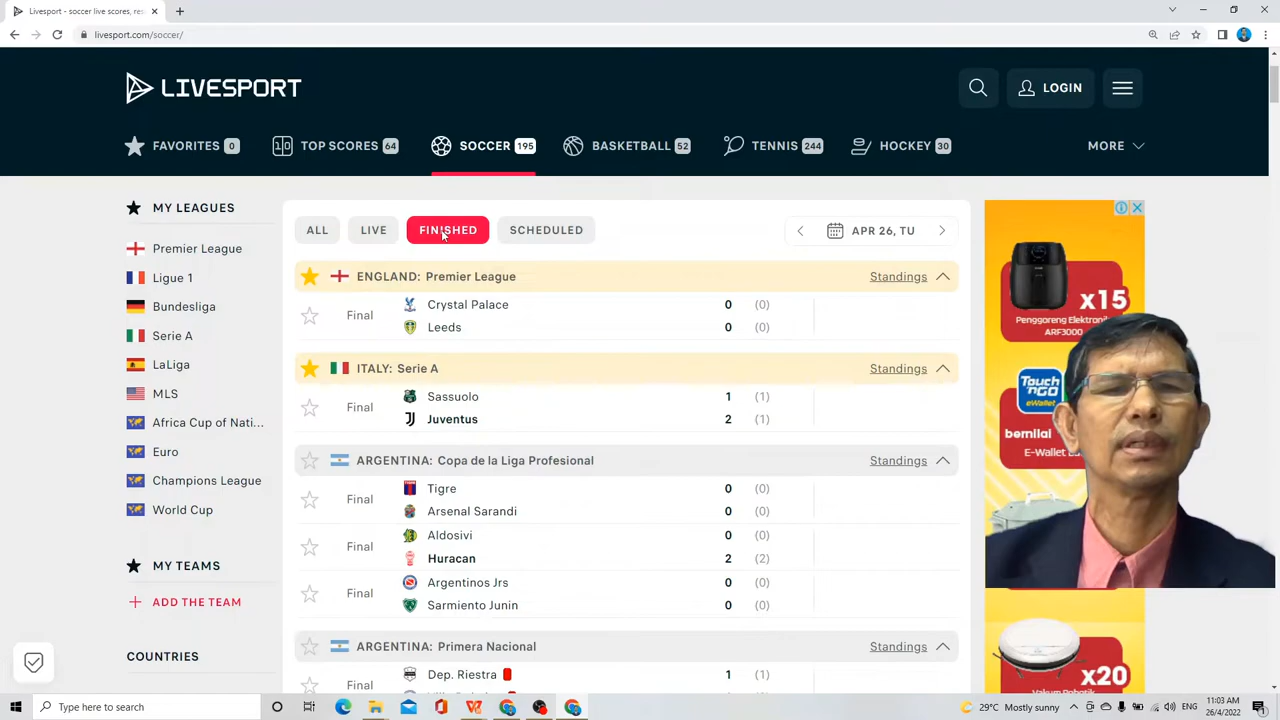 Livesport - soccer live scores, res
livesport.com/soccer/
LIVESPORT
LOGIN
FAVORITES 0
TOP SCORES 64
SOCCER 195
BASKETBALL 52
TENNIS 244
HOCKEY 30
MORE
MY LEAGUES
Premier League
Ligue 1
Bundesliga
Serie A
LaLiga
MLS
Africa Cup of Nati...
Euro
Champions League
World Cup
MY TEAMS
ADD THE TEAM
COUNTRIES
ALL LIVE FINISHED SCHEDULED
APR 26, TU
ENGLAND: Premier League Standings
Final
Crystal Palace 0 (0)
Leeds 0 (0)
ITALY: Serie A Standings
Final
Sassuolo 1 (1)
Juventus 2 (1)
ARGENTINA: Copa de la Liga Profesional Standings
Final
Tigre 0 (0)
Arsenal Sarandi 0 (0)
Final
Aldosivi 0 (0)
Huracan 2 (2)
Final
Argentinos Jrs 0 (0)
Sarmiento Junin 0 (0)
ARGENTINA: Primera Nacional Standings
Final
Dep. Riestra 1 (1)
x15
Penggoreng Elektronik
ARF3000
Touch
'nGO
eWallet
bernilai
E-Wallet
x20
Vakum Robotik
Type here to search
29°C Mostly sunny
ENG
11:03 AM
26/4/2022